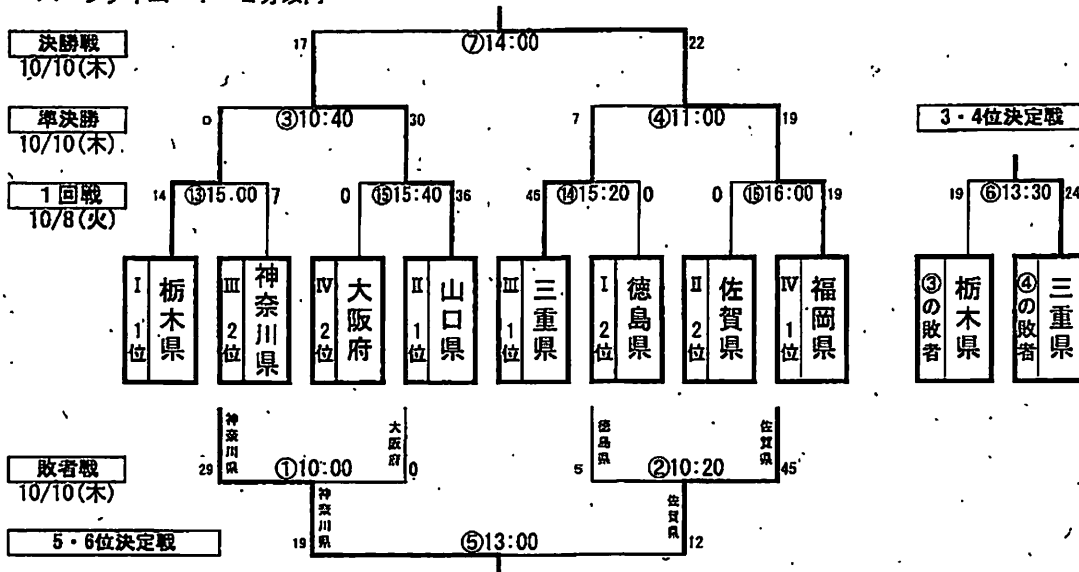 決勝戦
10/10(木)
17 ⑦14:00 22
準決勝
10/10(木)
0 ③10:40 30
7 ④11:00 19
3・4位決定戦
1回戦
10/8(火)
14 ⑬15:00 7
0 ⑮15:40 36
45 ⑭15:20 0
0 ⑯16:00 19
19 ⑥13:30 24
Ⅰ 1位 栃木県
Ⅲ 2位 神奈川県
Ⅳ 2位 大阪府
Ⅱ 1位 山口県
Ⅲ 1位 三重県
Ⅰ 2位 徳島県
Ⅱ 2位 佐賀県
Ⅳ 1位 福岡県
③の敗者 栃木県
④の敗者 三重県
神奈川県
大阪府
徳島県
佐賀県
敗者戦
10/10(木)
29 ①10:00 0
5 ②10:20 45
神奈川県
佐賀県
5・6位決定戦
19 ⑤13:00 12